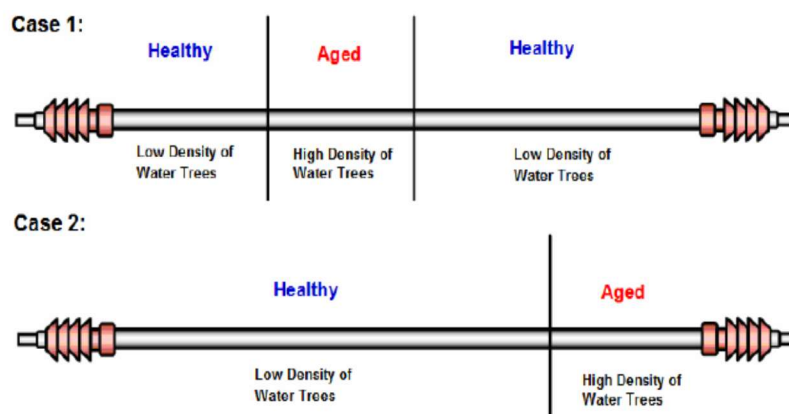 Case 1:
Healthy Aged Healthy
Low Density of High Density of Low Density of
Water Trees Water Trees Water Trees
Case 2:
Healthy Aged
Low Density of High Density of
Water Trees Water Trees